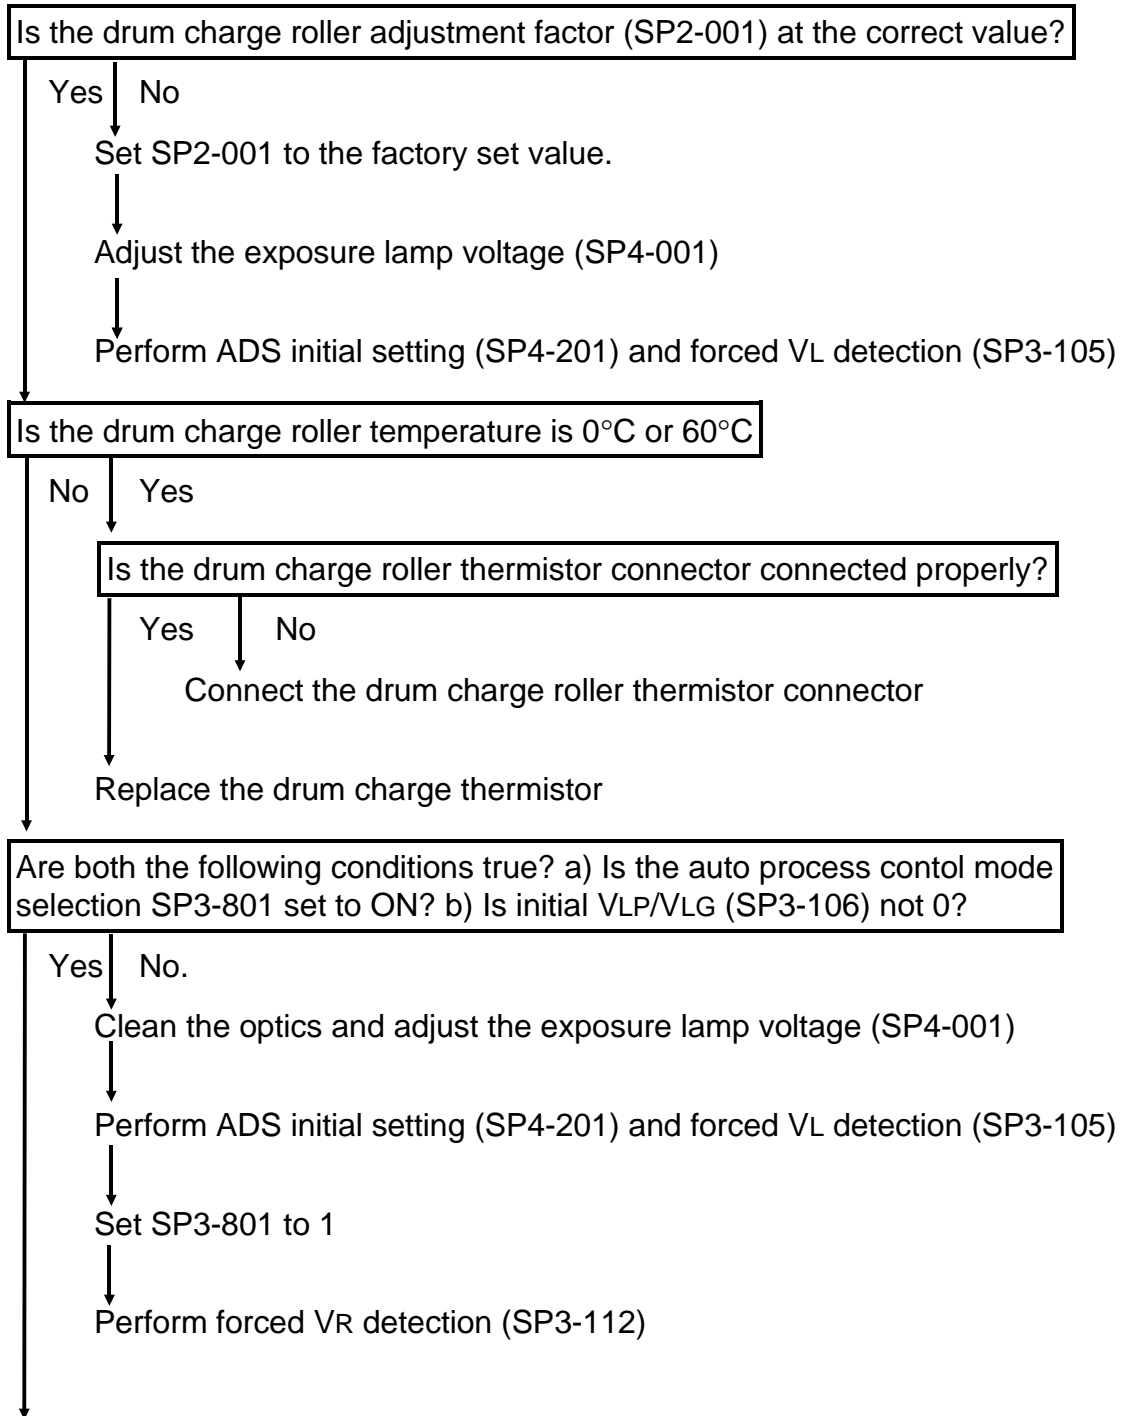 Is the drum charge roller adjustment factor (SP2-001) at the correct value?
Yes No
Set SP2-001 to the factory set value.
Adjust the exposure lamp voltage (SP4-001)
Perform ADS initial setting (SP4-201) and forced VL detection (SP3-105)
Is the drum charge roller temperature is 0°C or 60°C
No Yes
Is the drum charge roller thermistor connector connected properly?
Yes No
Connect the drum charge roller thermistor connector
Replace the drum charge thermistor
Are both the following conditions true? a) Is the auto process contol mode
selection SP3-801 set to ON? b) Is initial VLP/VLG (SP3-106) not 0?
Yes No.
Clean the optics and adjust the exposure lamp voltage (SP4-001)
Perform ADS initial setting (SP4-201) and forced VL detection (SP3-105)
Set SP3-801 to 1
Perform forced VR detection (SP3-112)